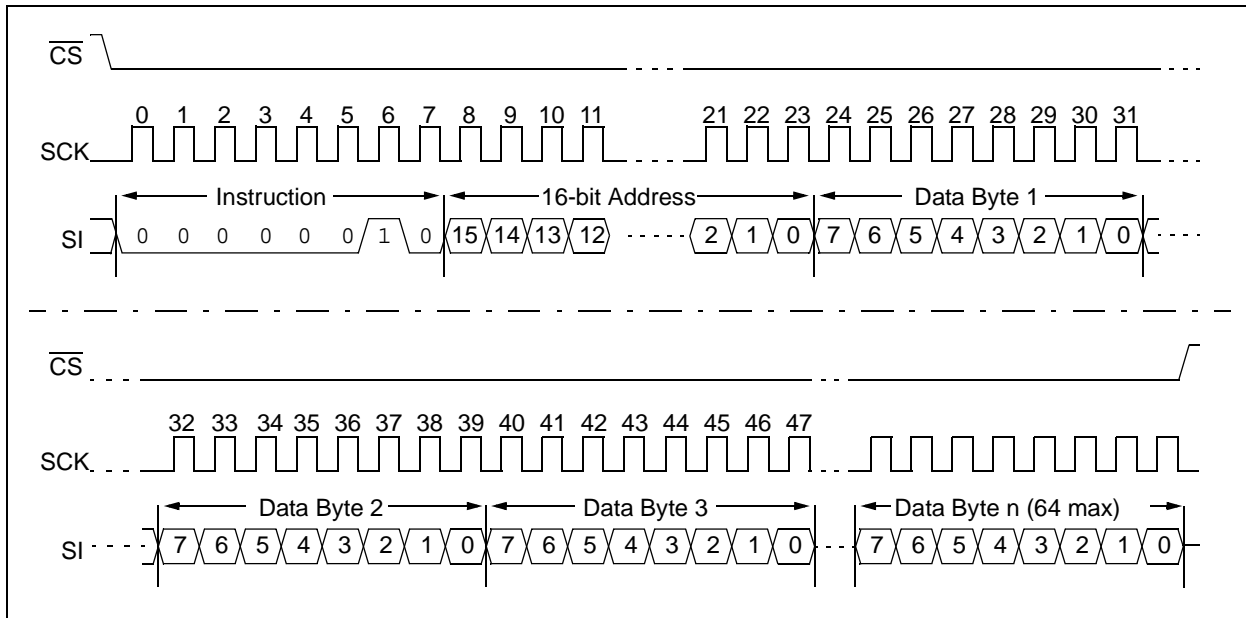 CS
0 1 2 3 4 5 6 7 8 9 10 11 21 22 23 24 25 26 27 28 29 30 31
SCK
Instruction 16-bit Address Data Byte 1
SI 0 0 0 0 0 0 1 0 15 14 13 12 2 1 0 7 6 5 4 3 2 1 0
CS
32 33 34 35 36 37 38 39 40 41 42 43 44 45 46 47
SCK
Data Byte 2 Data Byte 3 Data Byte n (64 max)
SI 7 6 5 4 3 2 1 0 7 6 5 4 3 2 1 0 7 6 5 4 3 2 1 0